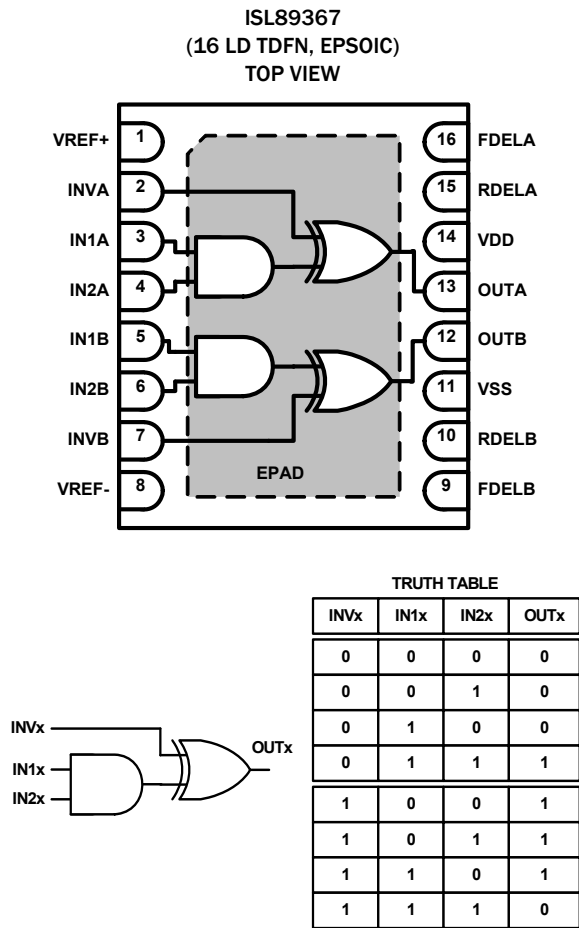 ISL89367
(16 LD TDFN, EPSOIC)
TOP VIEW
VREF+ 1 16 FDELA
INVA 2 15 RDELA
IN1A 3 14 VDD
IN2A 4 13 OUTA
IN1B 5 12 OUTB
IN2B 6 11 VSS
INVB 7 10 RDELB
VREF- 8 9 FDELB
EPAD
INVx
IN1x
IN2x
OUTx
TRUTH TABLE
INVx IN1x IN2x OUTx
0 0 0 0
0 0 1 0
0 1 0 0
0 1 1 1
1 0 0 1
1 0 1 1
1 1 0 1
1 1 1 0